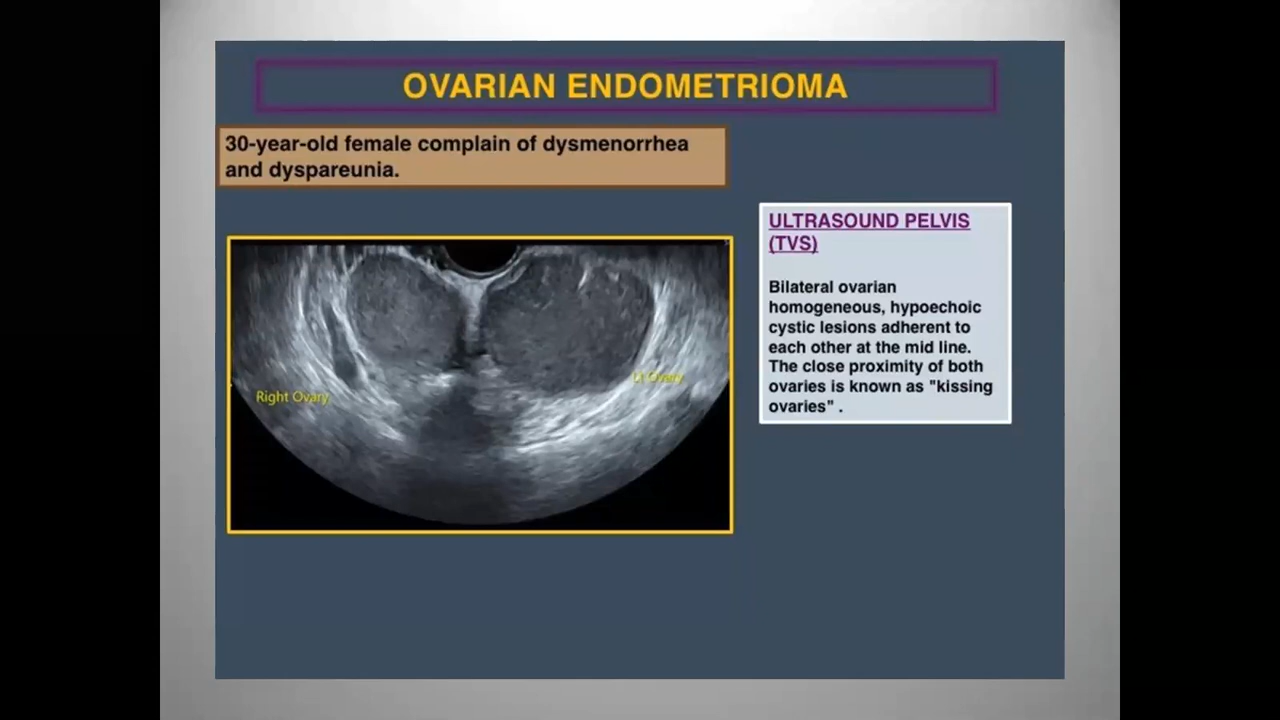 OVARIAN ENDOMETRIOMA
30-year-old female complain of dysmenorrhea
and dyspareunia.
ULTRASOUND PELVIS
(TVS)
Bilateral ovarian
homogeneous, hypoechoic
cystic lesions adherent to
each other at the mid line.
The close proximity of both
ovaries is known as "kissing
ovaries" .
Right Ovary
Lt Ovary